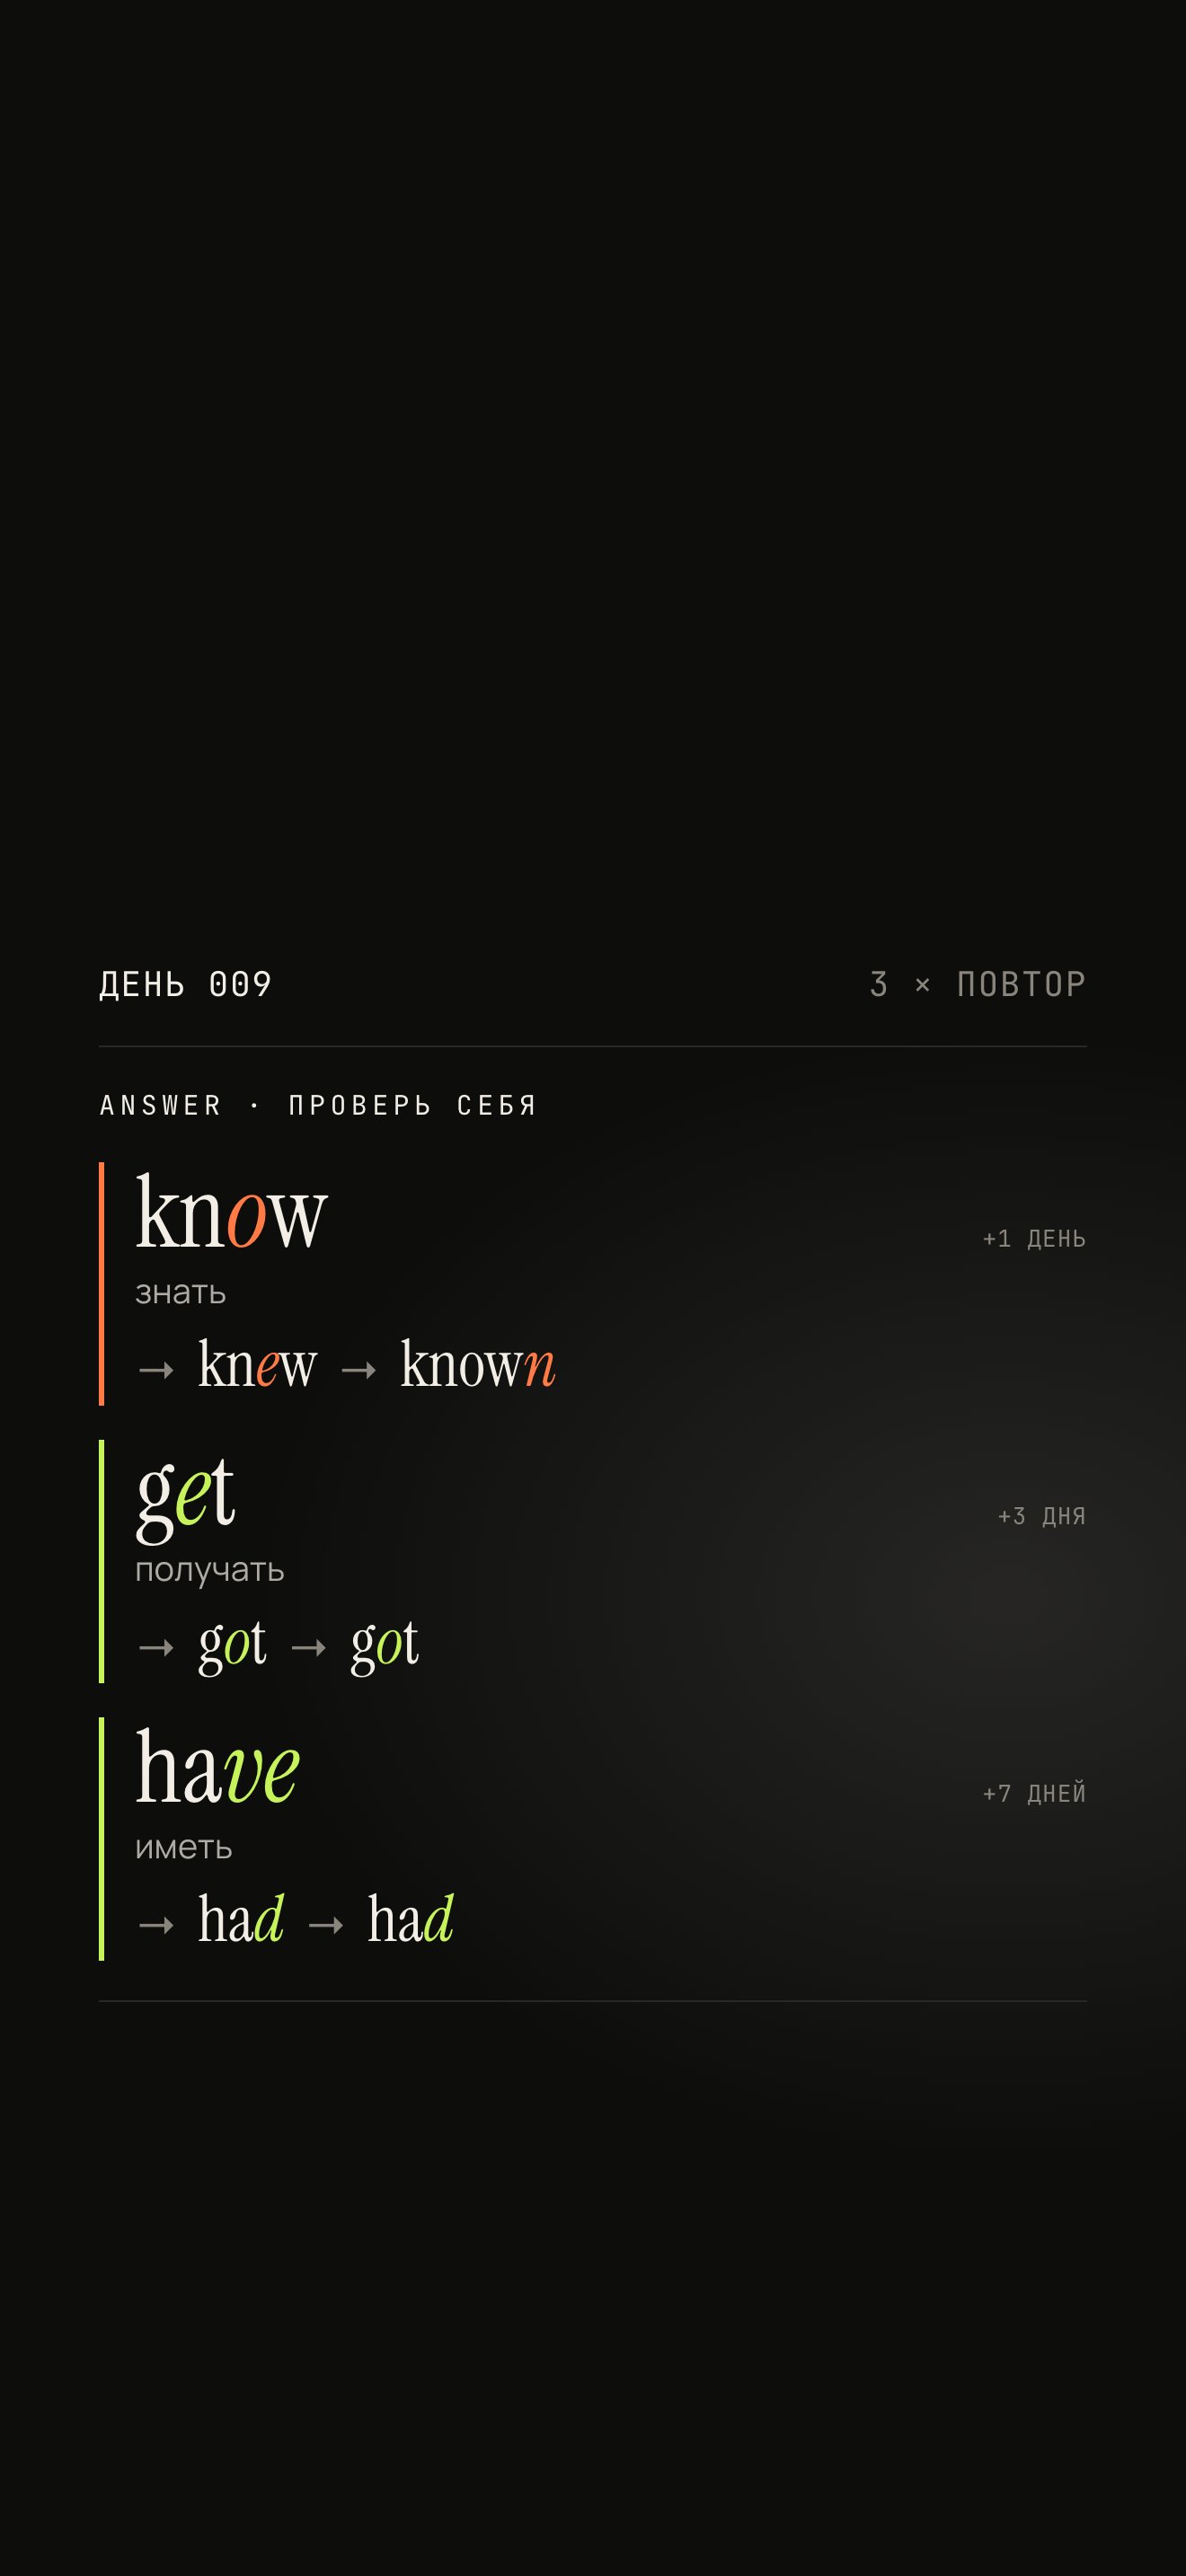 ДЕНЬ 009 3 × ПОВТОР
ANSWER · ПРОВЕРЬ СЕБЯ
know
+1 ДЕНЬ
знать
→ knew → known
get
+3 ДНЯ
получать
→ got → got
have
+7 ДНЕЙ
иметь
→ had → had